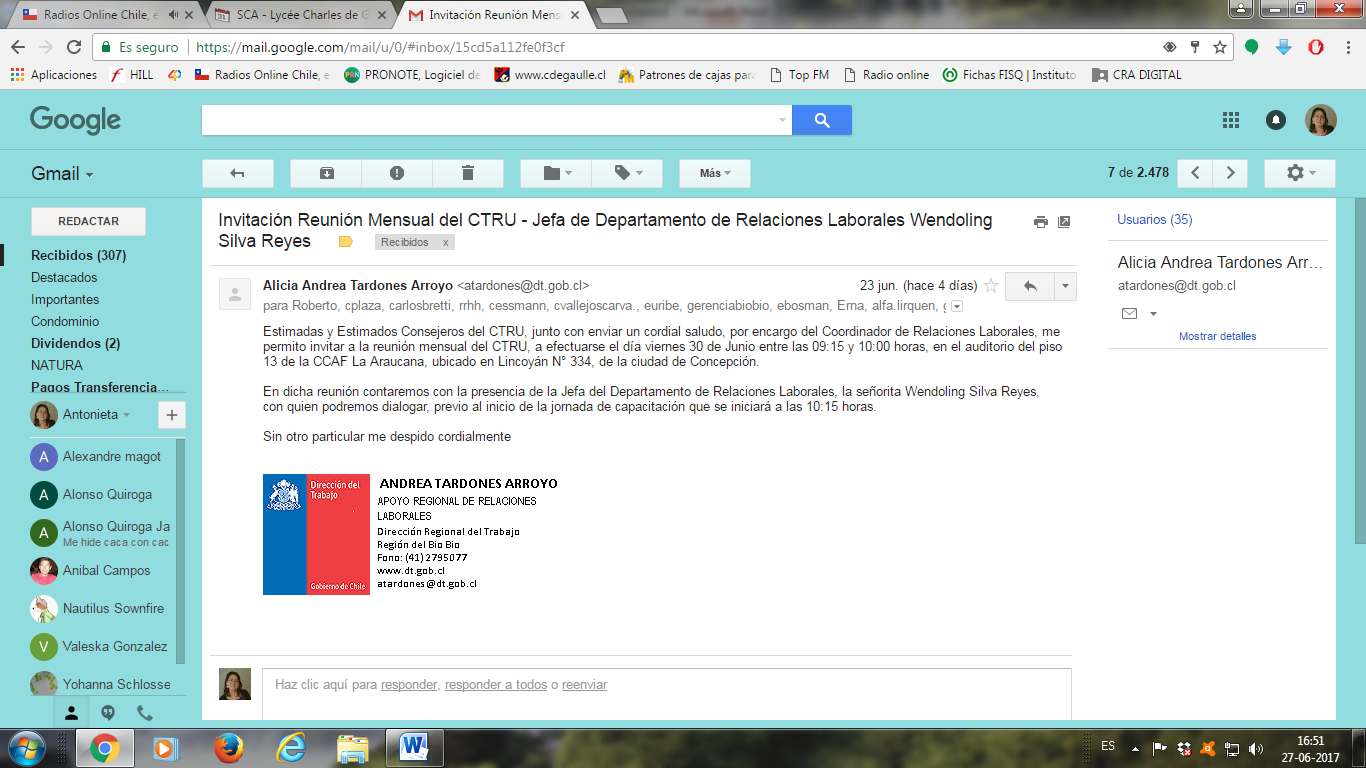 Radios Online Chile, e
SCA - Lycée Charles de G
Invitación Reunión Mens
Es seguro
https://mail.google.com/mail/u/0/#inbox/15cd5a112fe0f3cf
Aplicaciones
HILL
Radios Online Chile, e
PRONOTE, Logiciel de
www.cdegaulle.cl
Patrones de cajas para
Top FM
Radio online
Fichas FISQ | Instituto
CRA DIGITAL
Google
Gmail
Más
7 de 2.478
REDACTAR
Recibidos (307)
Destacados
Importantes
Condominio
Dividendos (2)
NATURA
Pagos Transferencia...
Antonieta
A Alexandre magot
A Alonso Quiroga
A Alonso Quiroga Ja
Me hide caca con cac
Anibal Campos
Nautilus Sownfire
V Valeska Gonzalez
Yohanna Schlosse
Invitación Reunión Mensual del CTRU - Jefa de Departamento de Relaciones Laborales Wendoling
Silva Reyes
Recibidos x
Alicia Andrea Tardones Arroyo <atardones@dt.gob.cl>
23 jun. (hace 4 días)
para Roberto, cplaza, carlosbretti, rrhh, cessmann, cvallejoscarva., euribe, gerenciabiobio, ebosman, Erna, alfa.lirquen, g
Estimadas y Estimados Consejeros del CTRU, junto con enviar un cordial saludo, por encargo del Coordinador de Relaciones Laborales, me
permito invitar a la reunión mensual del CTRU, a efectuarse el día viernes 30 de Junio entre las 09:15 y 10:00 horas, en el auditorio del piso
13 de la CCAF La Araucana, ubicado en Lincoyán N° 334, de la ciudad de Concepción.
En dicha reunión contaremos con la presencia de la Jefa del Departamento de Relaciones Laborales, la señorita Wendoling Silva Reyes,
con quien podremos dialogar, previo al inicio de la jornada de capacitación que se iniciará a las 10:15 horas.
Sin otro particular me despido cordialmente
Dirección del
Trabajo
Gobierno de Chile
ANDREA TARDONES ARROYO
APOYO REGIONAL DE RELACIONES
LABORALES
Dirección Regional del Trabajo
Región del Bio Bio
Fono: (41) 2795077
www.dt.gob.cl
atardones@dt.gob.cl
Haz clic aquí para responder, responder a todos o reenviar
Usuarios (35)
Alicia Andrea Tardones Arr...
atardones@dt.gob.cl
Mostrar detalles
ES
16:51
27-06-2017